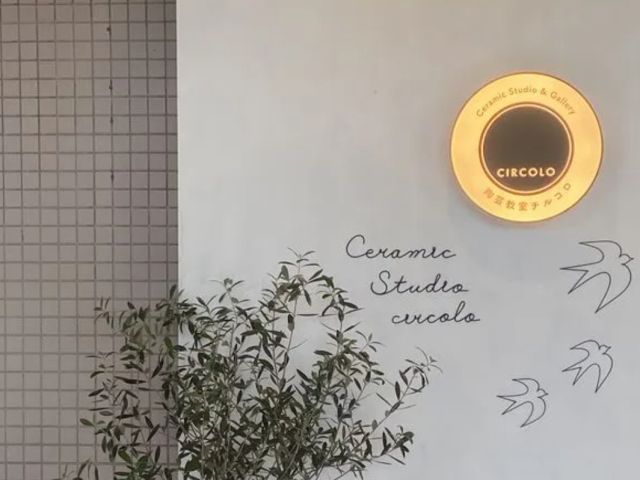 Ceramic Studio & Gallery
CIRCOLO
陶芸教室チルコロ
Ceramic
Studio
circolo